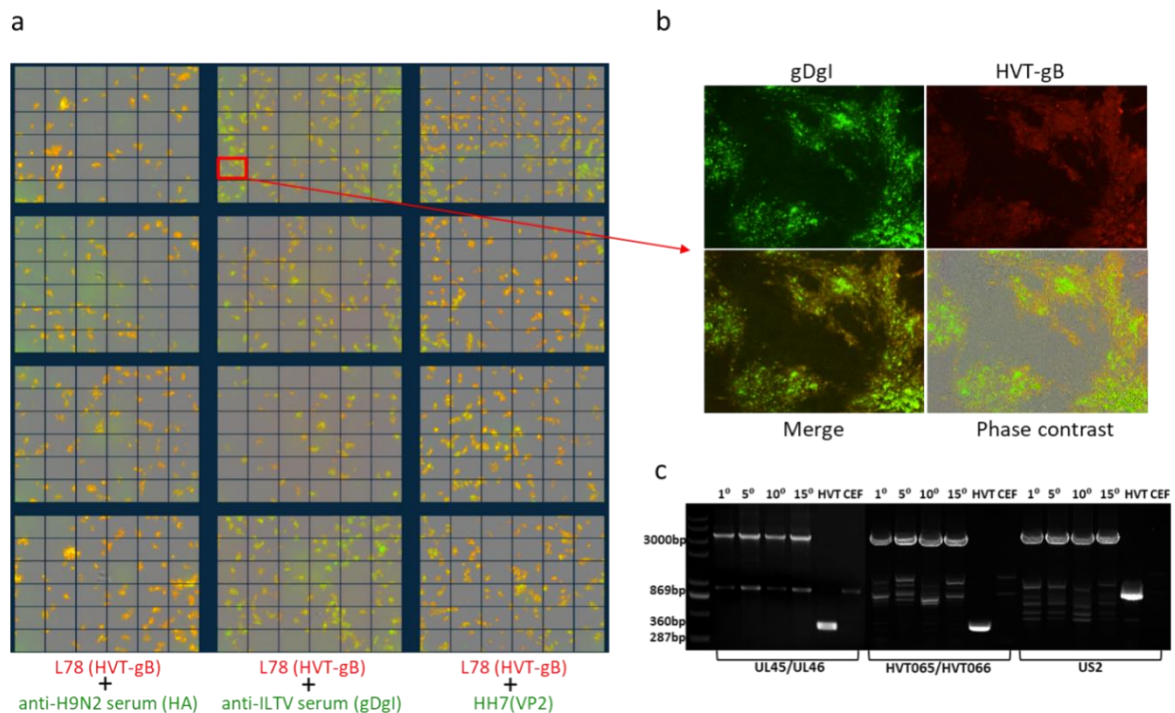 a
b
gDgI HVT-gB
Merge Phase contrast
L78 (HVT-gB) L78 (HVT-gB) L78 (HVT-gB)
+ + +
anti-H9N2 serum (HA) anti-ILTV serum (gDgI) HH7(VP2)
c
1⁰ 5⁰ 10⁰ 15⁰ HVT CEF 1⁰ 5⁰ 10⁰ 15⁰ HVT CEF 1⁰ 5⁰ 10⁰ 15⁰ HVT CEF
3000bp
869bp
360bp
287bp
UL45/UL46 HVT065/HVT066 US2